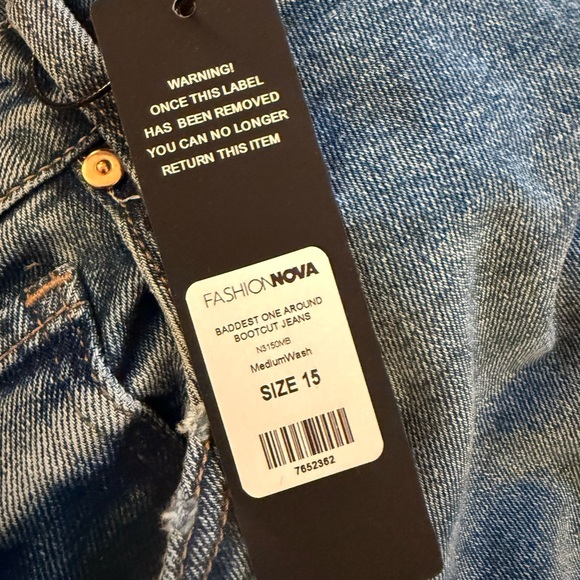 WARNING!
ONCE THIS LABEL
HAS BEEN REMOVED
YOU CAN NO LONGER
RETURN THIS ITEM
FASHIONNOVA
BADDEST ONE AROUND
BOOTCUT JEANS
N3150MB
MediumWash
SIZE 15
7652362